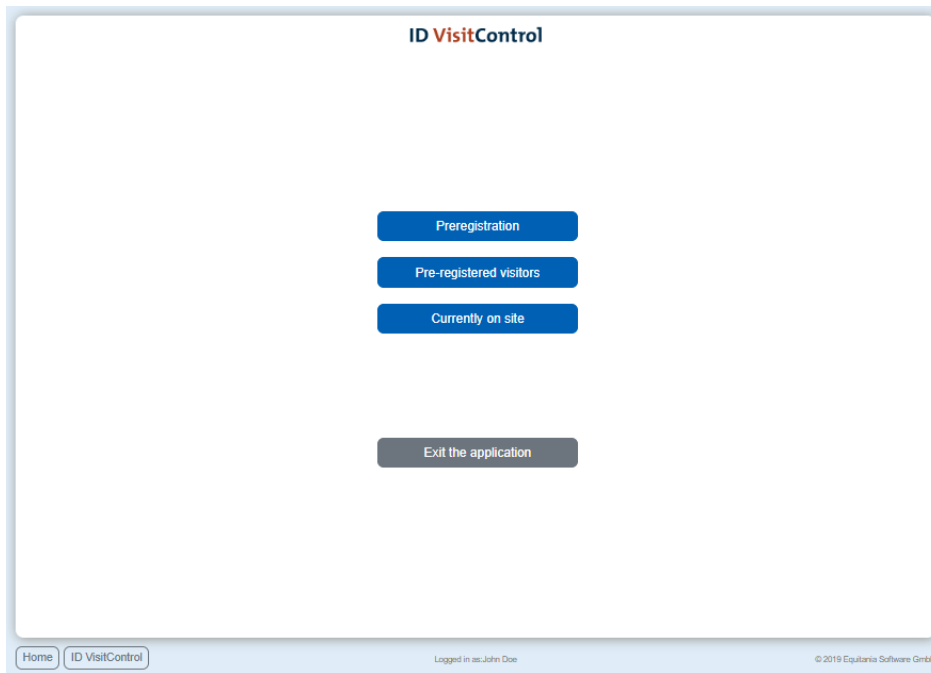 ID VisitControl
Preregistration
Pre-registered visitors
Currently on site
Exit the application
Home ID VisitControl Logged in as:John Doe © 2019 Equitania Software GmbH